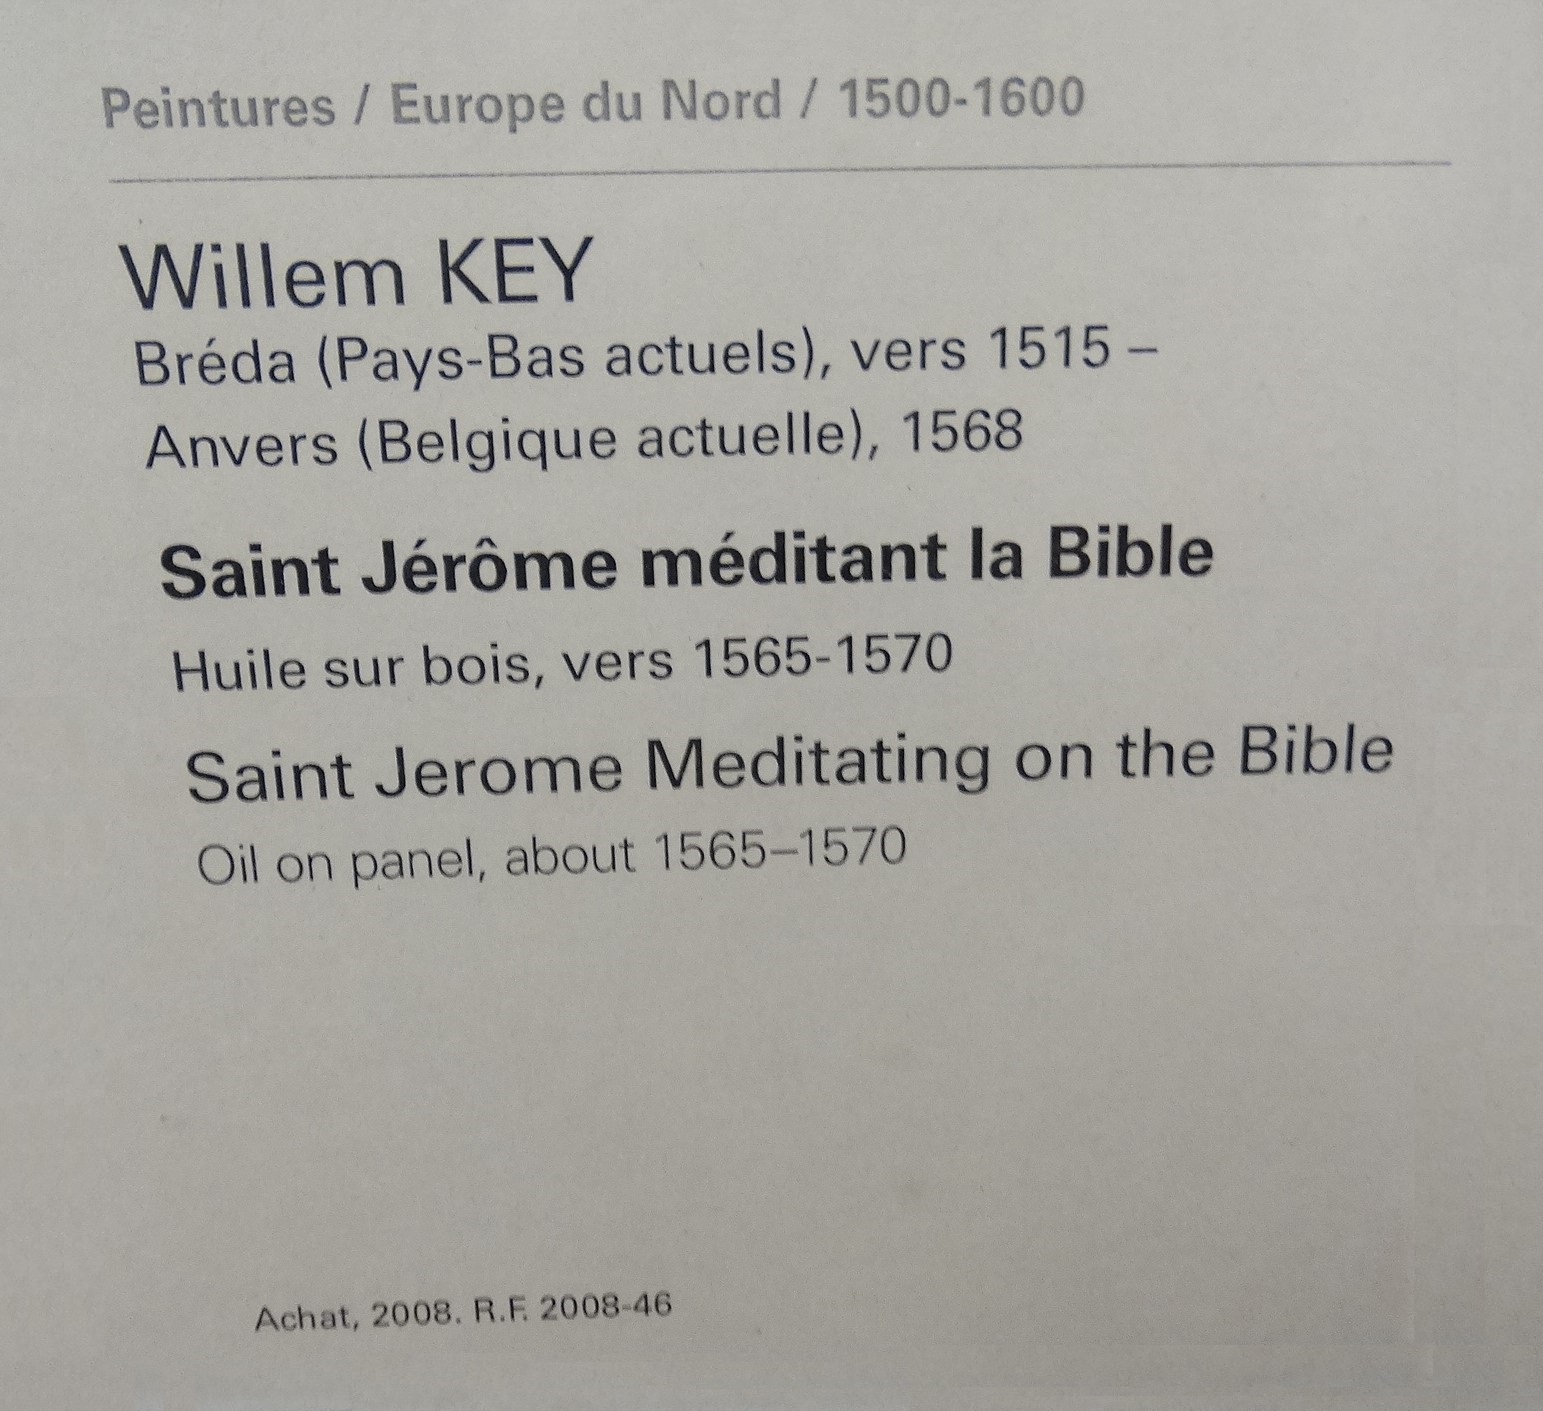 Peintures / Europe du Nord / 1500-1600
Willem KEY
Bréda (Pays-Bas actuels), vers 1515 –
Anvers (Belgique actuelle), 1568
Saint Jérôme méditant la Bible
Huile sur bois, vers 1565-1570
Saint Jerome Meditating on the Bible
Oil on panel, about 1565–1570
Achat, 2008. R.F. 2008-46